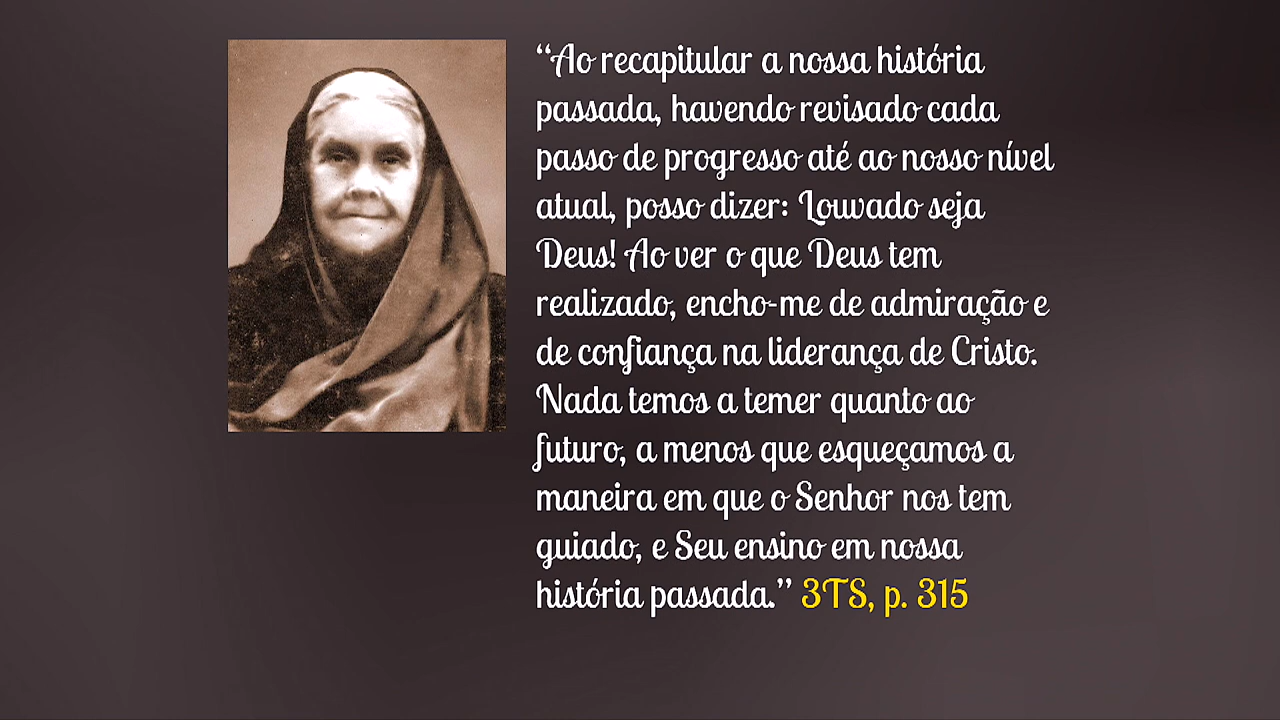 “Ao recapitular a nossa história
passada, havendo revisado cada
passo de progresso até ao nosso nível
atual, posso dizer: Louvado seja
Deus! Ao ver o que Deus tem
realizado, encho-me de admiração e
de confiança na liderança de Cristo.
Nada temos a temer quanto ao
futuro, a menos que esqueçamos a
maneira em que o Senhor nos tem
guiado, e Seu ensino em nossa
história passada.” 3TS, p. 315